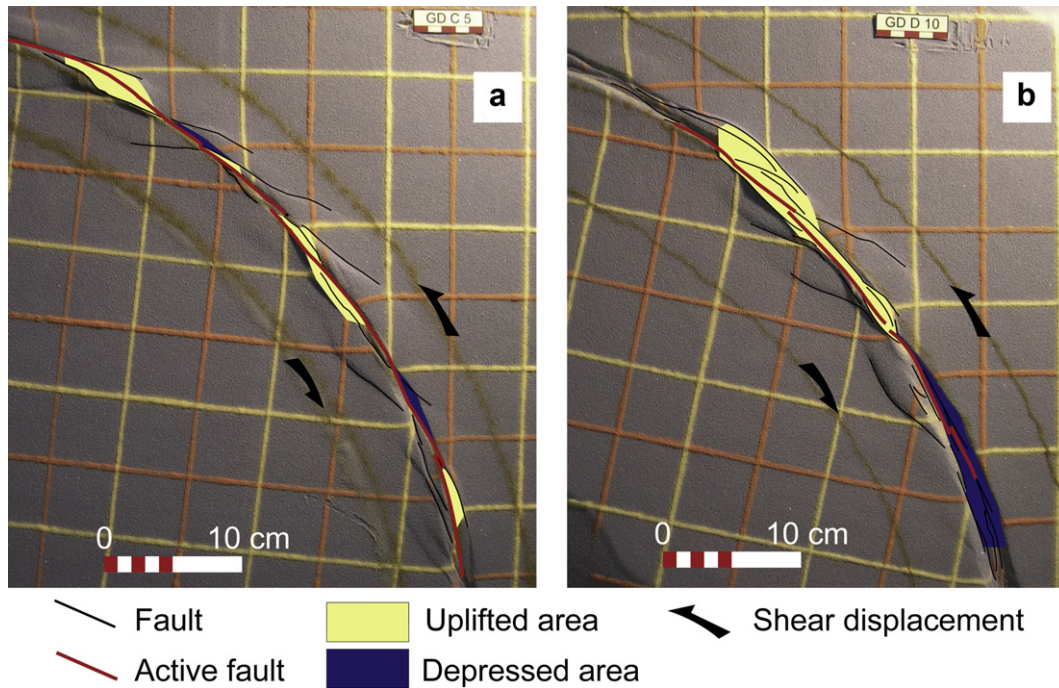 GD C 5
a
0 10 cm
GD D 10
b
0 10 cm
Fault
Uplifted area
Shear displacement
Active fault
Depressed area